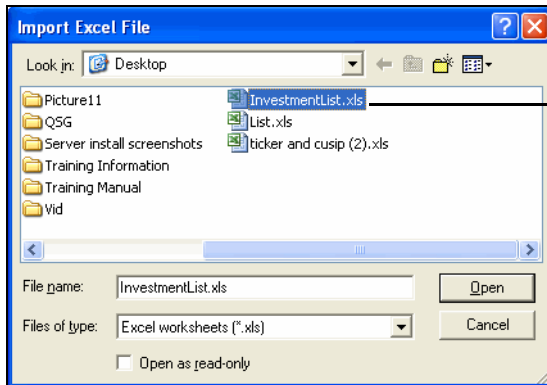 Import Excel File
Look in: Desktop
Picture11
QSG
Server install screenshots
Training Information
Training Manual
Vid
InvestmentList.xls
List.xls
ticker and cusip (2).xls
File name: InvestmentList.xls Open
Files of type: Excel worksheets (*.xls) Cancel
Open as read-only